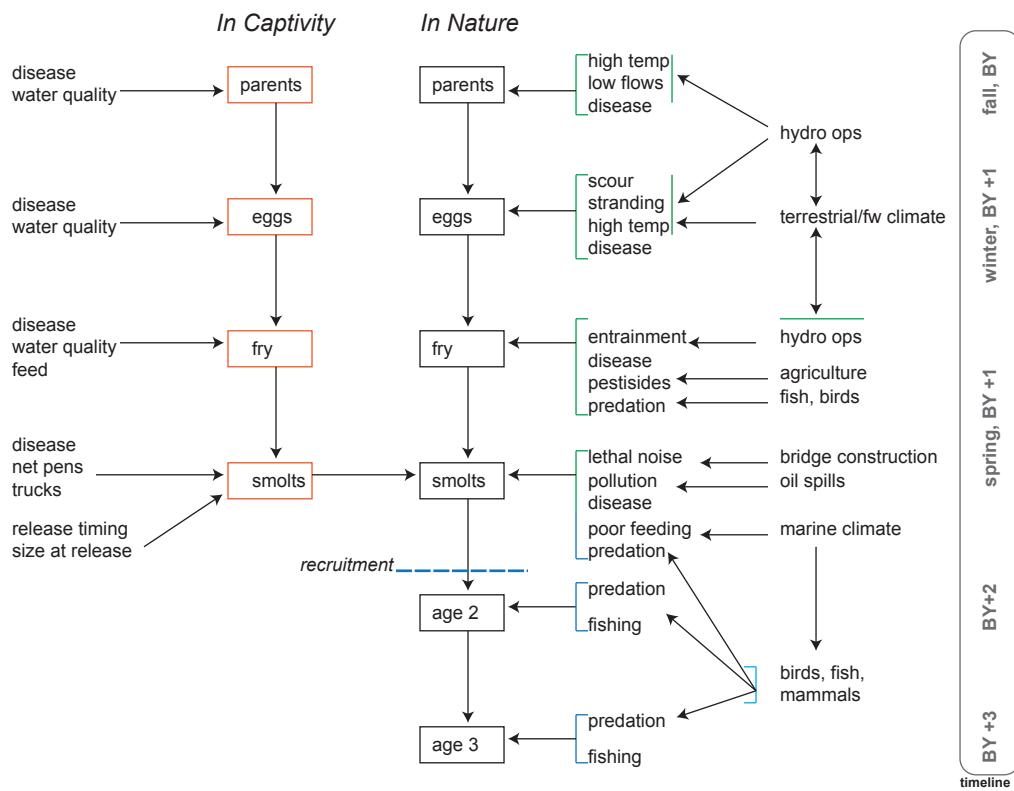 In Captivity
In Nature
disease
water quality
parents
parents
high temp
low flows
disease
hydro ops
fall, BY
disease
water quality
eggs
eggs
scour
stranding
high temp
disease
terrestrial/fw climate
winter, BY +1
disease
water quality
feed
fry
fry
entrainment
disease
pestisides
predation
hydro ops
agriculture
fish, birds
spring, BY +1
disease
net pens
trucks
release timing
size at release
smolts
smolts
lethal noise
pollution
disease
poor feeding
predation
bridge construction
oil spills
marine climate
recruitment
age 2
predation
fishing
BY+2
birds, fish,
mammals
age 3
predation
fishing
BY +3
timeline